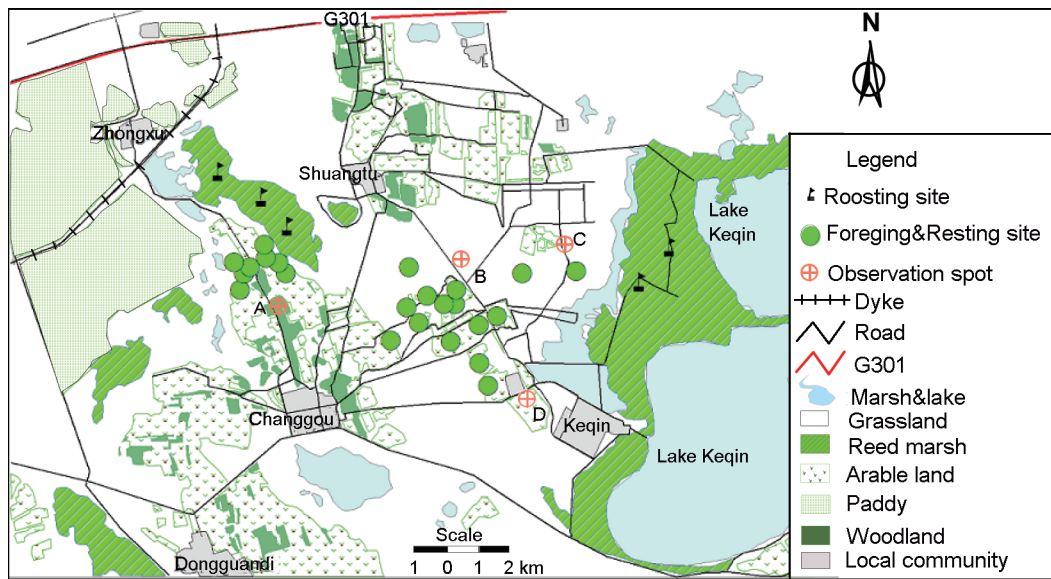 G301
N
Zhongxu
Shuangtu
Lake
Keqin
C
B
A
D
Changgou
Keqin
Lake Keqin
Dongguandi
Scale
1 0 1 2 km
Legend
Roosting site
Foreging&Resting site
Observation spot
Dyke
Road
G301
Marsh&lake
Grassland
Reed marsh
Arable land
Paddy
Woodland
Local community